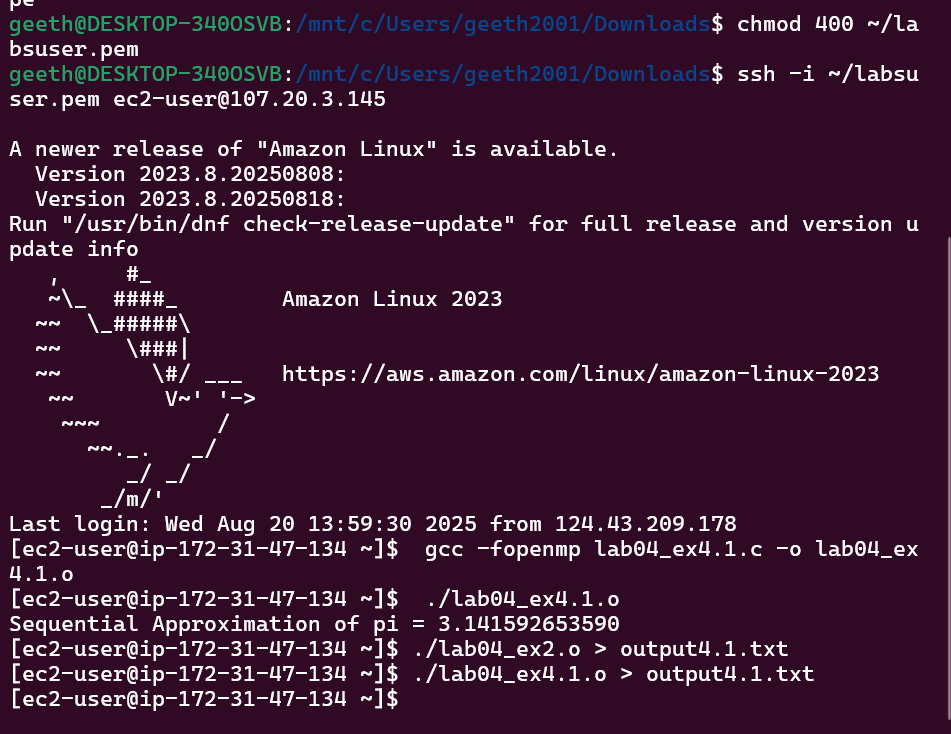 pe
geeth@DESKTOP-340OSVB:/mnt/c/Users/geeth2001/Downloads$ chmod 400 ~/la
bsuser.pem
geeth@DESKTOP-340OSVB:/mnt/c/Users/geeth2001/Downloads$ ssh -i ~/labsu
ser.pem ec2-user@107.20.3.145

A newer release of "Amazon Linux" is available.
  Version 2023.8.20250808:
  Version 2023.8.20250818:
Run "/usr/bin/dnf check-release-update" for full release and version u
pdate info
   ,     #_
   ~\_  ####_        Amazon Linux 2023
  ~~  \_#####\
  ~~     \###|
  ~~       \#/ ___   https://aws.amazon.com/linux/amazon-linux-2023
   ~~       V~' '->
    ~~~         /
      ~~._.   _/
         _/ _/
       _/m/'
Last login: Wed Aug 20 13:59:30 2025 from 124.43.209.178
[ec2-user@ip-172-31-47-134 ~]$  gcc -fopenmp lab04_ex4.1.c -o lab04_ex
4.1.o
[ec2-user@ip-172-31-47-134 ~]$  ./lab04_ex4.1.o
Sequential Approximation of pi = 3.141592653590
[ec2-user@ip-172-31-47-134 ~]$ ./lab04_ex2.o > output4.1.txt
[ec2-user@ip-172-31-47-134 ~]$ ./lab04_ex4.1.o > output4.1.txt
[ec2-user@ip-172-31-47-134 ~]$